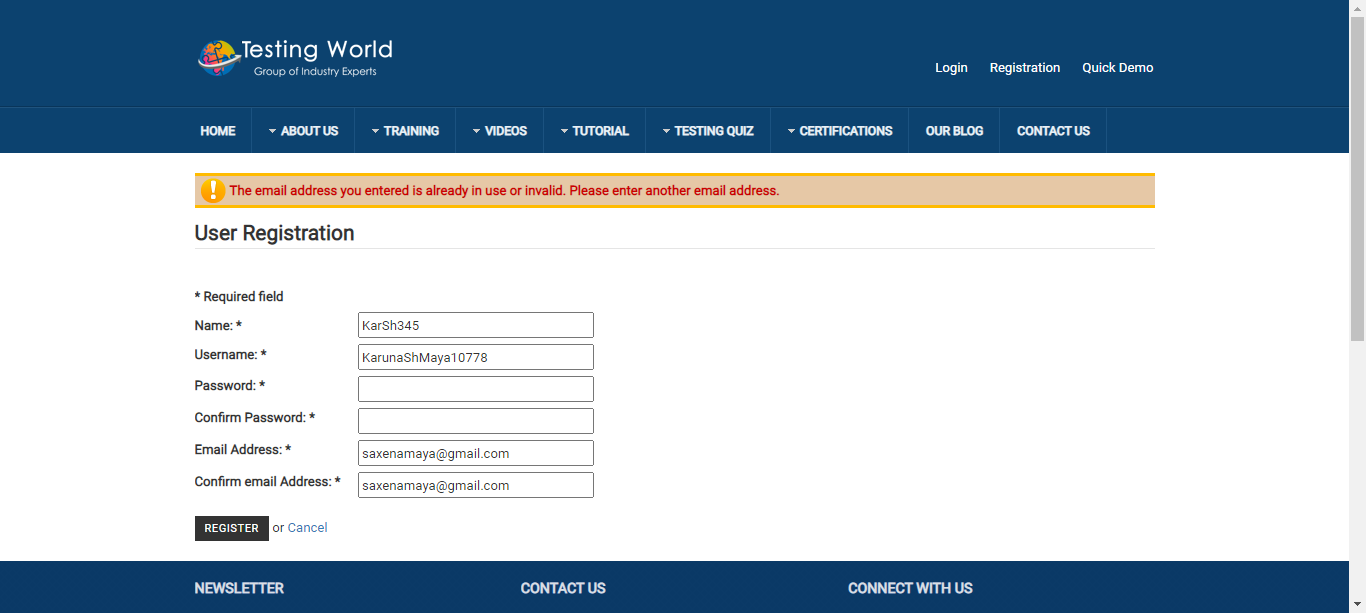 Testing World
Group of Industry Experts
Login Registration Quick Demo
HOME ABOUT US TRAINING VIDEOS TUTORIAL TESTING QUIZ CERTIFICATIONS OUR BLOG CONTACT US
The email address you entered is already in use or invalid. Please enter another email address.
User Registration
* Required field
Name: * KarSh345
Username: * KarunaShMaya10778
Password: *
Confirm Password: *
Email Address: * saxenamaya@gmail.com
Confirm email Address: * saxenamaya@gmail.com
REGISTER or Cancel
NEWSLETTER CONTACT US CONNECT WITH US